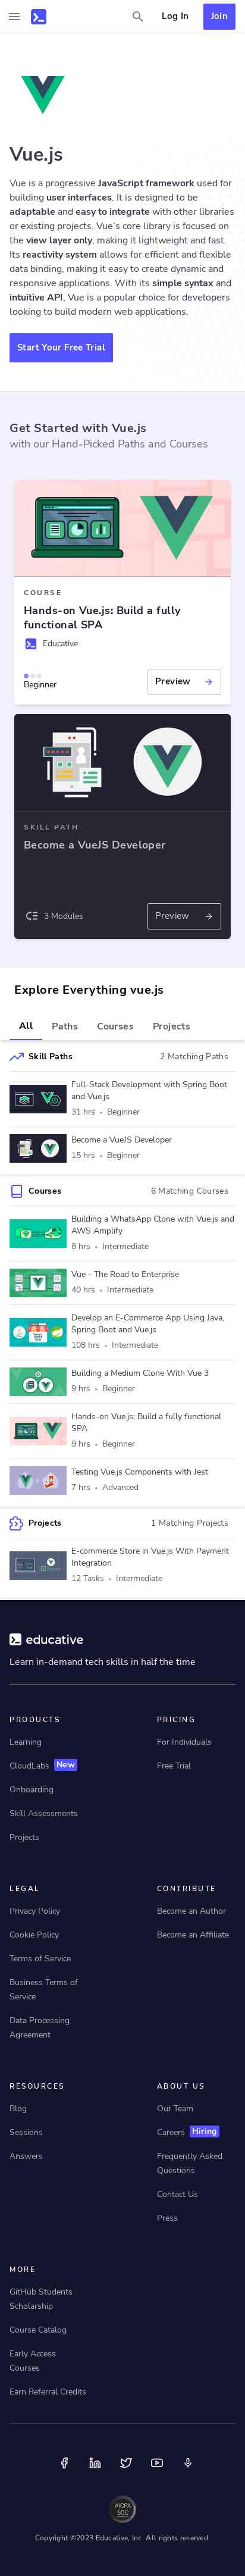 Log In
Join
Vue.js
Vue is a progressive JavaScript framework used for
building user interfaces. It is designed to be
adaptable and easy to integrate with other libraries
or existing projects. Vue's core library is focused on
the view layer only, making it lightweight and fast.
Its reactivity system allows for efficient and flexible
data binding, making it easy to create dynamic and
responsive applications. With its simple syntax and
intuitive API, Vue is a popular choice for developers
looking to build modern web applications.
Start Your Free Trial
Get Started with Vue.js
with our Hand-Picked Paths and Courses
COURSE
Hands-on Vue.js: Build a fully
functional SPA
Educative
Beginner
Preview
SKILL PATH
Become a VueJS Developer
3 Modules
Preview
Explore Everything vue.js
All
Paths
Courses
Projects
Skill Paths
2 Matching Paths
Full-Stack Development with Spring Boot
and Vue.js
31 hrs • Beginner
Become a VueJS Developer
15 hrs • Beginner
Courses
6 Matching Courses
Building a WhatsApp Clone with Vue.js and
AWS Amplify
8 hrs • Intermediate
Vue - The Road to Enterprise
40 hrs • Intermediate
Develop an E-Commerce App Using Java,
Spring Boot and Vue.js
108 hrs • Intermediate
Building a Medium Clone With Vue 3
9 hrs • Beginner
Hands-on Vue.js: Build a fully functional
SPA
9 hrs • Beginner
Testing Vue.js Components with Jest
7 hrs • Advanced
Projects
1 Matching Projects
E-commerce Store in Vue.js With Payment
Integration
12 Tasks • Intermediate
educative
Learn in-demand tech skills in half the time
PRODUCTS
Learning
CloudLabs New
Onboarding
Skill Assessments
Projects
PRICING
For Individuals
Free Trial
LEGAL
Privacy Policy
Cookie Policy
Terms of Service
Business Terms of
Service
Data Processing
Agreement
CONTRIBUTE
Become an Author
Become an Affiliate
RESOURCES
Blog
Sessions
Answers
ABOUT US
Our Team
Careers Hiring
Frequently Asked
Questions
Contact Us
Press
MORE
GitHub Students
Scholarship
Course Catalog
Early Access
Courses
Earn Referral Credits
AICPA
SOC
Copyright ©2023 Educative, Inc. All rights reserved.